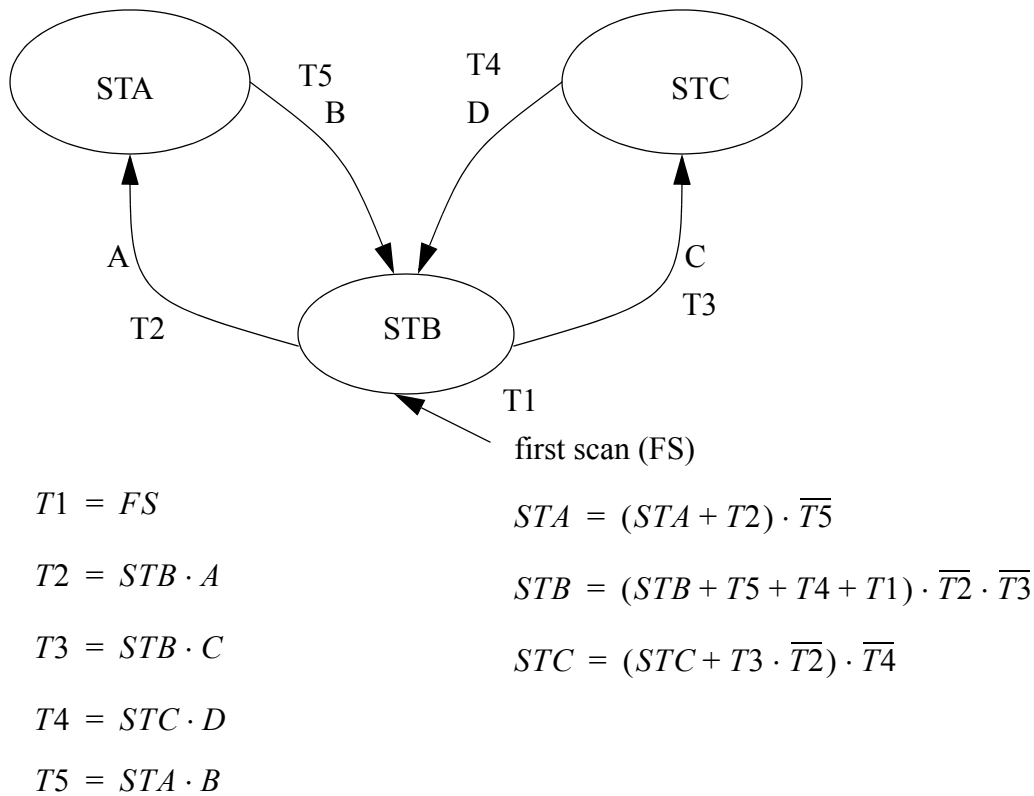 STA
T5
B
T4
D
STC
A
T2
STB
C
T3
T1
first scan (FS)
T1 = FS
T2 = STB · A
T3 = STB · C
T4 = STC · D
T5 = STA · B
STA = (STA + T2) · T̅5̅
STB = (STB + T5 + T4 + T1) · T̅2̅ · T̅3̅
STC = (STC + T3 · T̅2̅) · T̅4̅